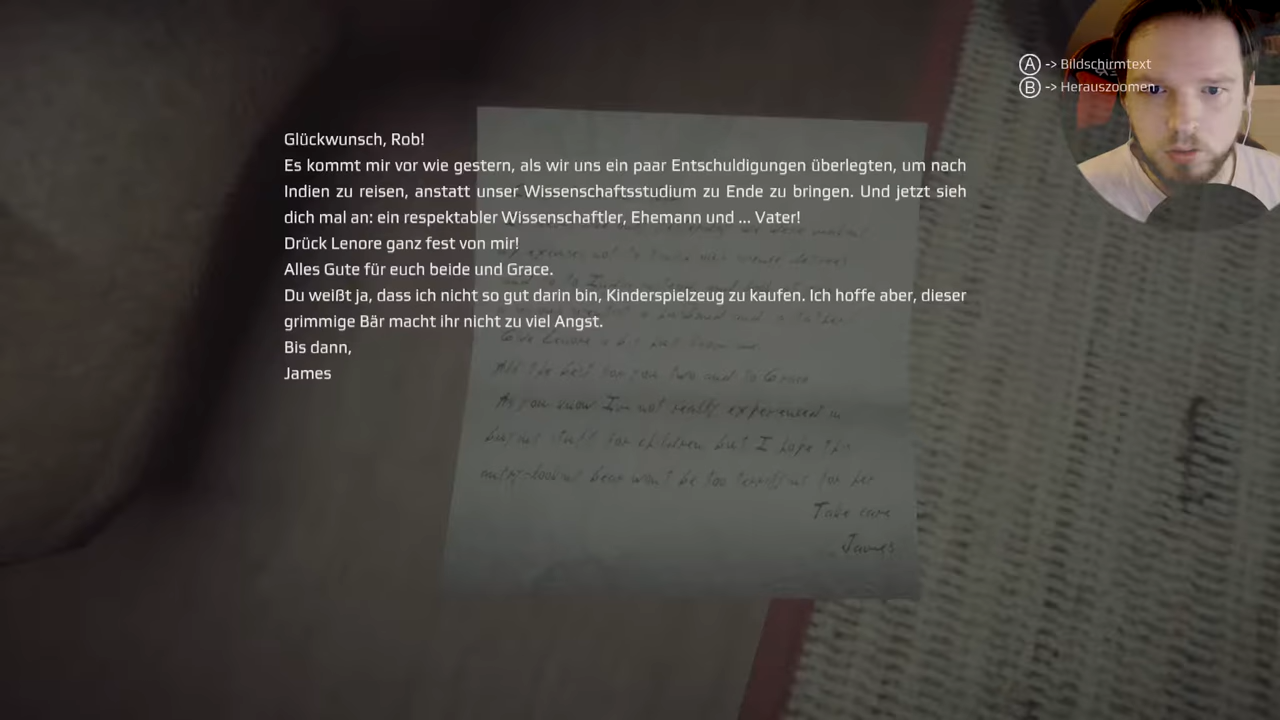 -> Bildschirmtext
-> Herauszoomen
Glückwunsch, Rob!
Es kommt mir vor wie gestern, als wir uns ein paar Entschuldigungen überlegten, um nach
Indien zu reisen, anstatt unser Wissenschaftsstudium zu Ende zu bringen. Und jetzt sieh
dich mal an: ein respektabler Wissenschaftler, Ehemann und ... Vater!
Drück Lenore ganz fest von mir!
Alles Gute für euch beide und Grace.
Du weißt ja, dass ich nicht so gut darin bin, Kinderspielzeug zu kaufen. Ich hoffe aber, dieser
grimmige Bär macht ihr nicht zu viel Angst.
Bis dann,
James
All the best for you two and to Grace
As you know I'm not really experienced in
buying stuff for children but I hope this
angry-looking bear won't be too terrifying for her
Take care
James